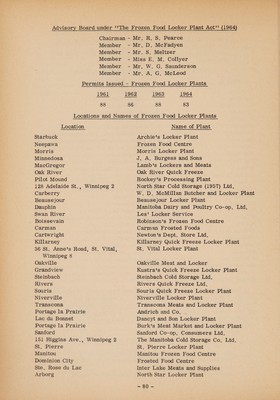 Advisory Board under "The Frozen Food Locker Plant Act" (1964)
Chairman - Mr. R. S. Pearce
Member - Mr. D. McFadyen
Member - Mr. S. Meltzer
Member - Miss E. M. Collyer
Member - Mr. W. G. Saunderson
Member - Mr. A. G. McLeod
Permits Issued - Frozen Food Locker Plants
1961 1962 1963 1964
88 86 88 82
Locations and Names of Frozen Food Locker Plants
Location Name of Plant
Starbuck Archie's Locker Plant
Neepawa Frozen Food Centre
Morris Morris Locker Plant
Minnedosa J. A. Burgess and Sons
MacGregor Lamb's Lockers and Meats
Oak River Oak River Quick Freeze
Pilot Mound Rockey's Processing Plant
128 Adelaide St., Winnipeg 2 North Star Cold Storage (1957) Ltd.
Carberry W. D. McMillan Butcher and Locker Plant
Beausejour Beausejour Locker Plant
Dauphin Manitoba Dairy and Poultry Co-op, Ltd.
Swan River Les' Locker Service
Boissevain Robinson's Frozen Food Centre
Carman Carman Frosted Foods
Cartwright Newton's Dept. Store, Ltd.
Killarney Killarney Quick Freeze Locker Plant
36 St. Anne's Road, St. Vital, St. Vital Locker Plant
Winnipeg 8
Oakville Oakville Meat and Locker
Grandview Kustra's Quick Freeze Locker Plant
Steinbach Steinbach Cold Storage Ltd.
Rivers Rivers Quick Freeze Ltd.
Souris Souris Quick Freeze Locker Plant
Niverville Niverville Locker Plant
Transcona Transcona Meats and Locker Plant
Portage la Prairie Andrich and Co.
Lac du Bonnet Dancyt and Son Locker Plant
Portage la Prairie Burk's Meat Market and Locker Plant
Sanford Sanford Co-op, Consumers Ltd.
151 Higgins Ave., Winnipeg 2 The Manitoba Cold Storage Co. Ltd.
St. Pierre St. Pierre Locker Plant
Manitou Manitou Frozen Food Centre
Dominion City Frosted Food Centre
Ste. Rose du Lac Inter Lake Meats and Supplies
Arborg North Star Locker Plant